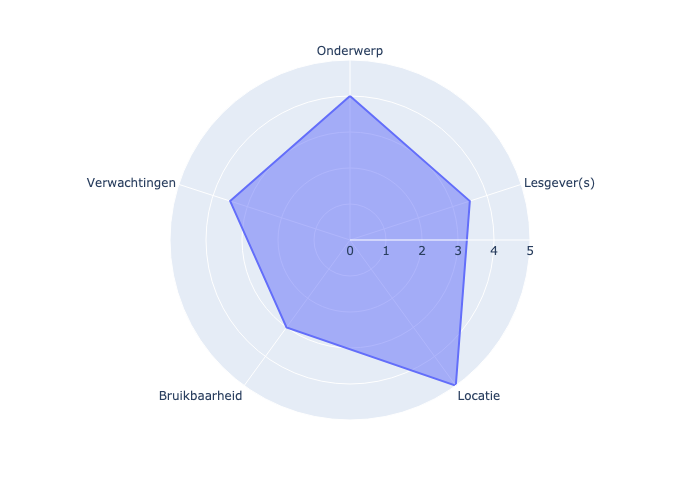 Onderwerp
Verwachtingen
Lesgever(s)
0 1 2 3 4 5
Bruikbaarheid
Locatie